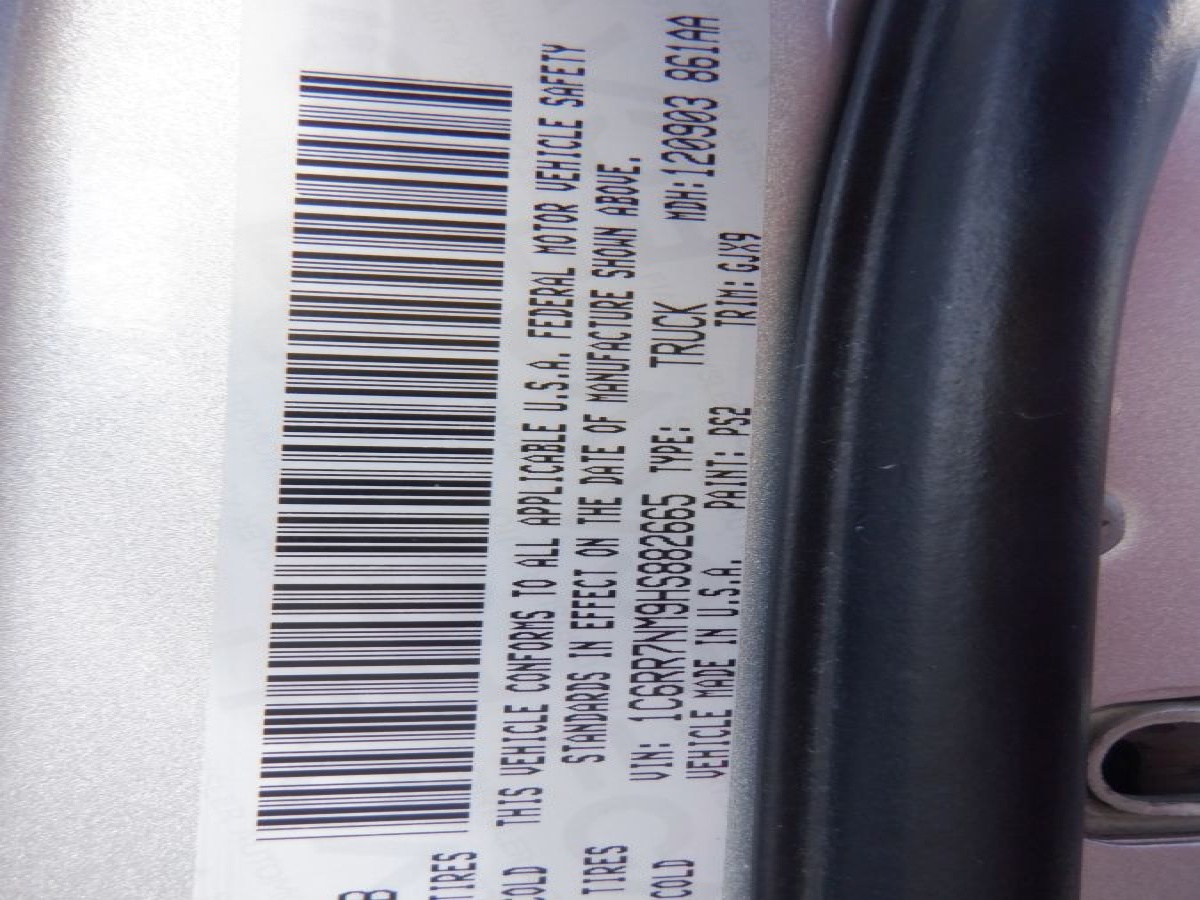 THIS VEHICLE CONFORMS TO ALL APPLICABLE U.S.A. FEDERAL MOTOR VEHICLE SAFETY
STANDARDS IN EFFECT ON THE DATE OF MANUFACTURE SHOWN ABOVE.
VIN: 1C6RR7NM9HS882665 TYPE: TRUCK MDH:120903 861AA
VEHICLE MADE IN U.S.A. PAINT: PS2 TRIM:GJX9
B
TIRES
COLD
TIRES
COLD